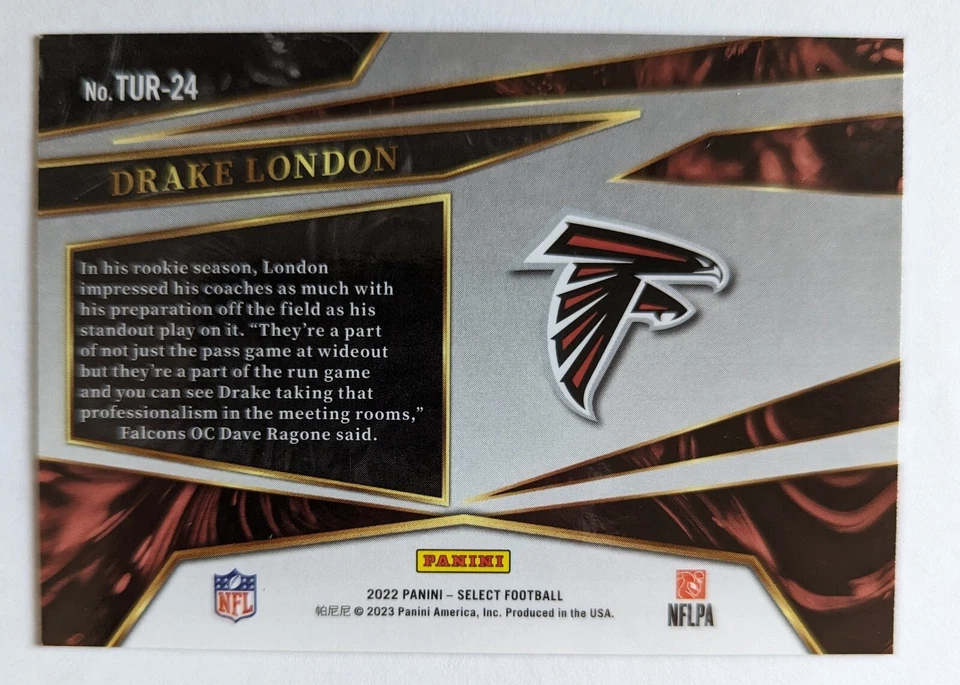 No. TUR-24
DRAKE LONDON
In his rookie season, London
impressed his coaches as much with
his preparation off the field as his
standout play on it. “They’re a part
of not just the pass game at wideout
but they’re a part of the run game
and you can see Drake taking that
professionalism in the meeting rooms,”
Falcons OC Dave Ragone said.
PANINI
NFL
2022 PANINI – SELECT FOOTBALL
帕尼尼 © 2023 Panini America, Inc. Produced in the USA.
NFLPA